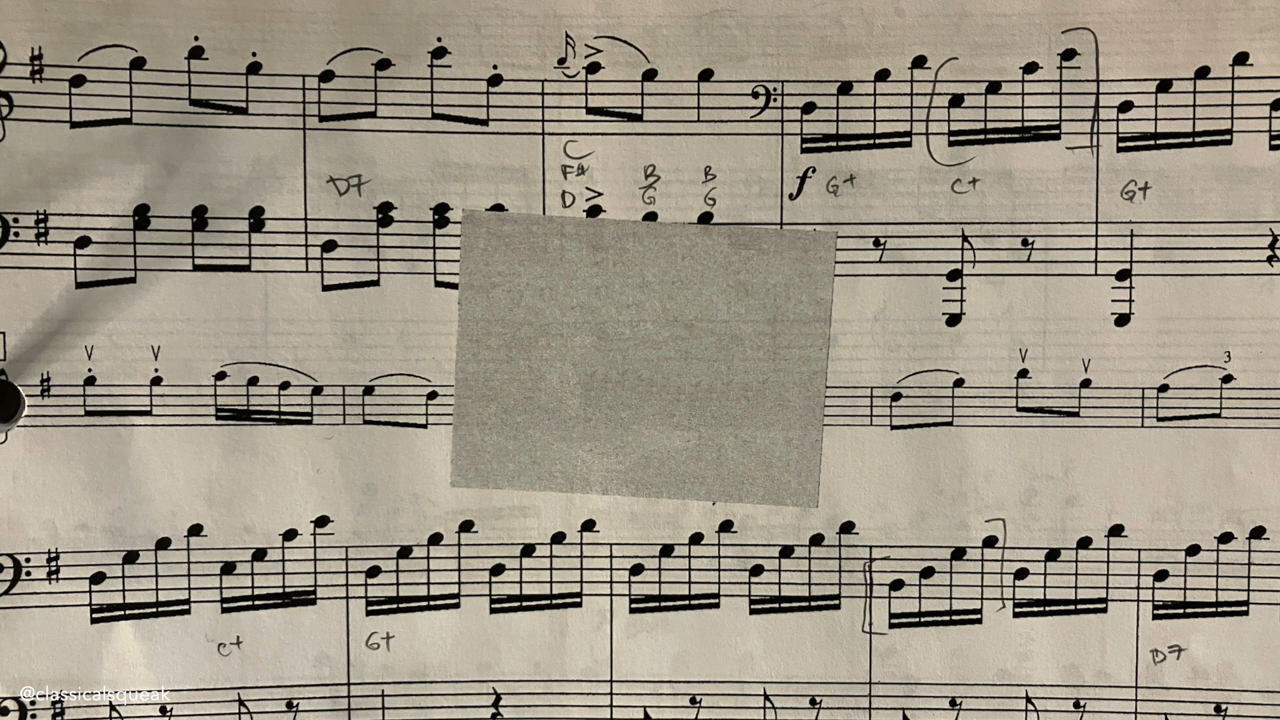 C
F# B B
D7 D G G f G+ C+ G+
V V
V V 3
C+ G+ D7
@classicalsqueak